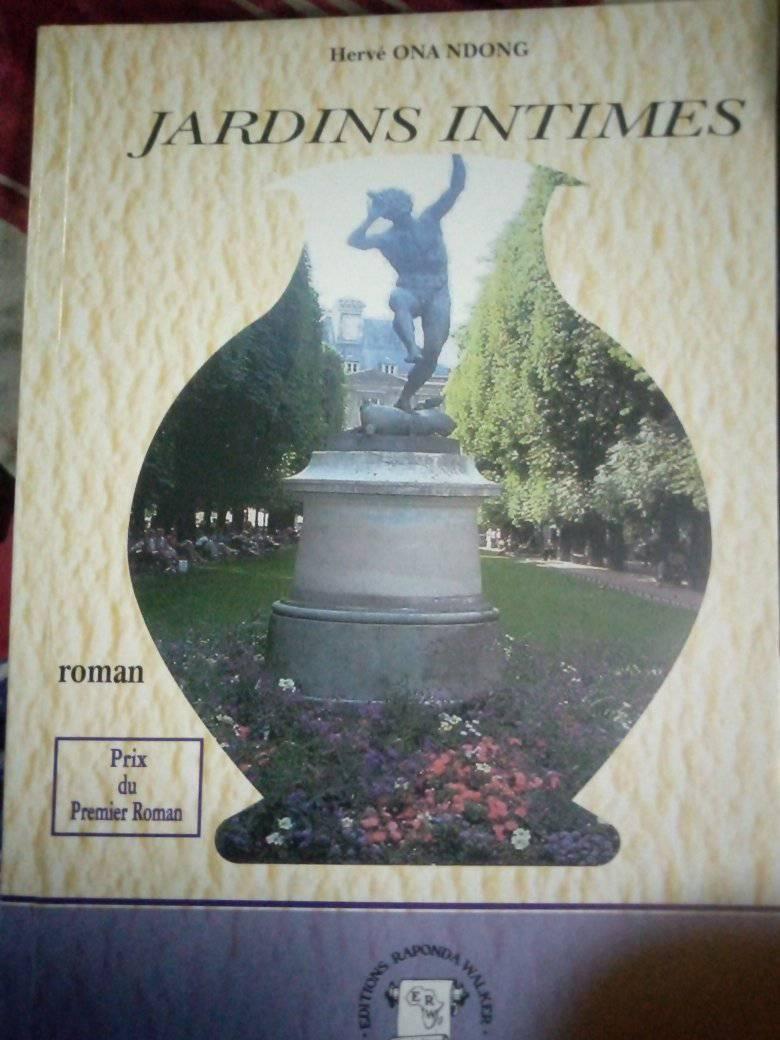 Hervé ONA NDONG
JARDINS INTIMES
roman
Prix
du
Premier Roman
· EDITIONS RAPONDA WALKER ·
E R
W